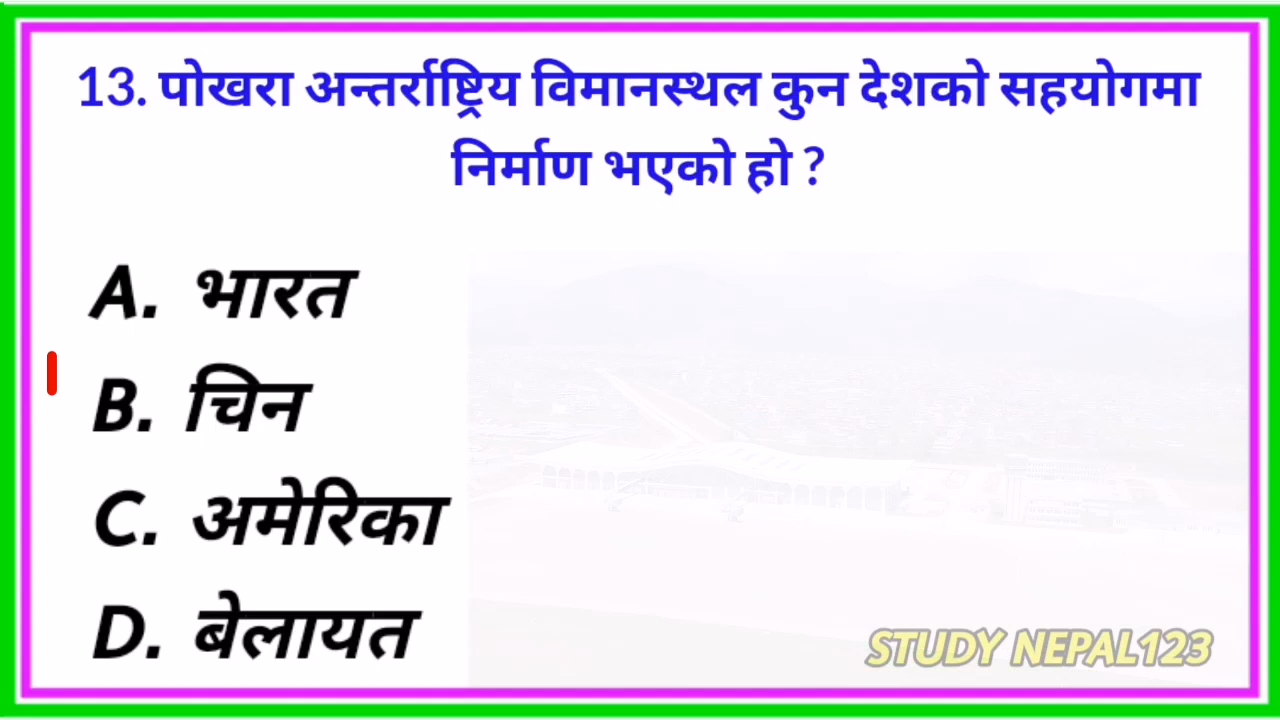 13. पोखरा अन्तर्राष्ट्रिय विमानस्थल कुन देशको सहयोगमा
निर्माण भएको हो ?
A. भारत
B. चिन
C. अमेरिका
D. बेलायत
STUDY NEPAL123